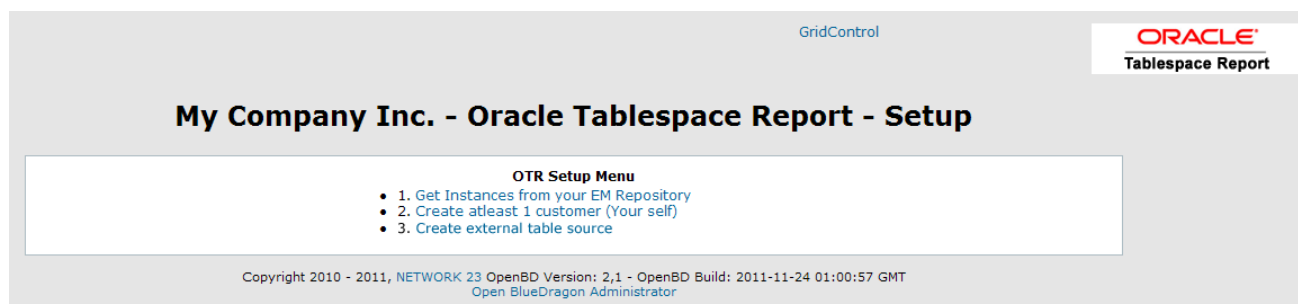 GridControl
ORACLE
Tablespace Report
My Company Inc. - Oracle Tablespace Report - Setup
OTR Setup Menu
• 1. Get Instances from your EM Repository
• 2. Create atleast 1 customer (Your self)
• 3. Create external table source
Copyright 2010 - 2011, NETWORK 23 OpenBD Version: 2,1 - OpenBD Build: 2011-11-24 01:00:57 GMT
Open BlueDragon Administrator